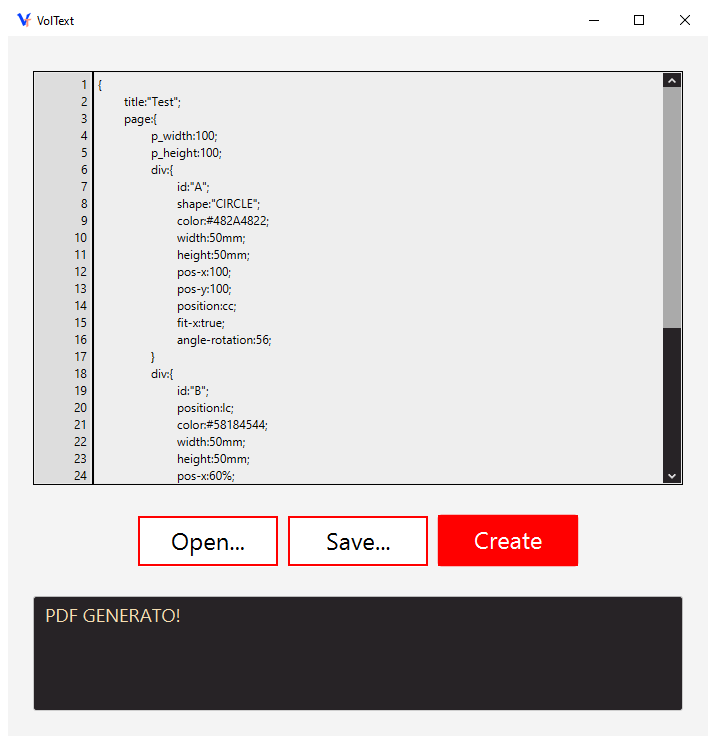 VolText
1 {
2 title:"Test";
3 page:{
4 p_width:100;
5 p_height:100;
6 div:{
7 id:"A";
8 shape:"CIRCLE";
9 color:#482A4822;
10 width:50mm;
11 height:50mm;
12 pos-x:100;
13 pos-y:100;
14 position:cc;
15 fit-x:true;
16 angle-rotation:56;
17 }
18 div:{
19 id:"B";
20 position:lc;
21 color:#58184544;
22 width:50mm;
23 height:50mm;
24 pos-x:60%;
Open... Save... Create
PDF GENERATO!